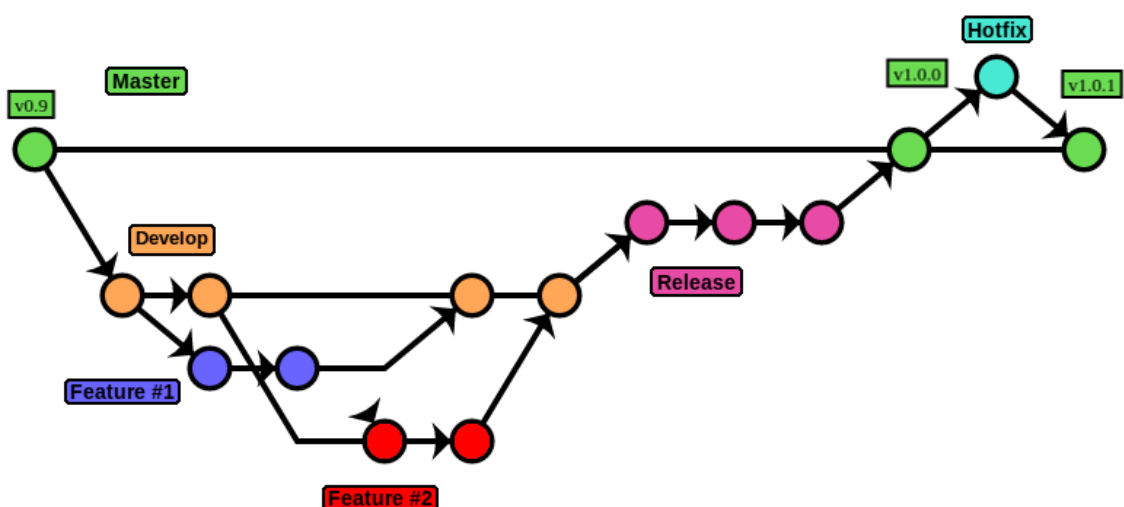 Hotfix
Master
v1.0.0
v1.0.1
v0.9
Develop
Release
Feature #1
Feature #2